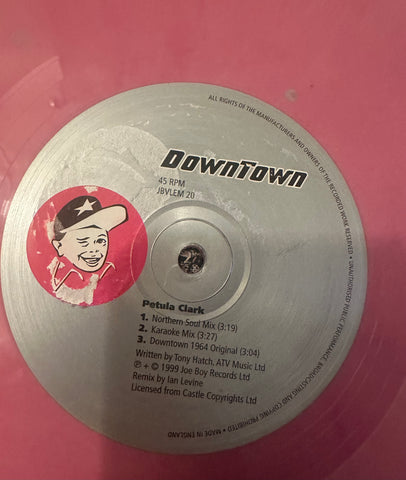 DOWNTOWN
45 RPM
JBVLEM 20
Petula Clark
1. Northern Soul Mix (3:19)
2. Karaoke Mix (3:27)
3. Downtown 1964 Original (3:04)
Written by Tony Hatch, ATV Music Ltd
℗ + © 1999 Joe Boy Records Ltd
Remix by Ian Levine
Licensed from Castle Copyrights Ltd
ALL RIGHTS OF THE MANUFACTURERS AND OWNERS OF THE RECORDED WORK RESERVED • UNAUTHORISED PUBLIC PERFORMANCE, BROADCASTING AND COPYING PROHIBITED • MADE IN ENGLAND